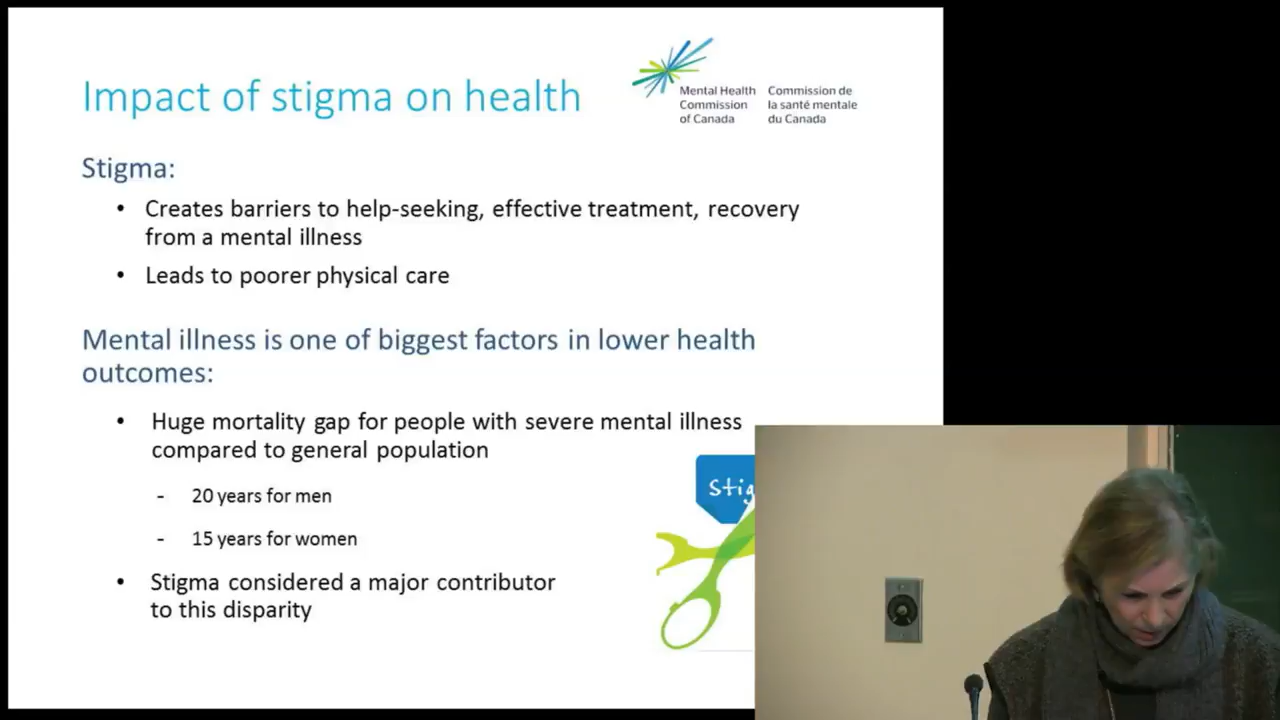 Impact of stigma on health
Mental Health
Commission
of Canada
Commission de
la santé mentale
du Canada
Stigma:
• Creates barriers to help-seeking, effective treatment, recovery
from a mental illness
• Leads to poorer physical care
Mental illness is one of biggest factors in lower health
outcomes:
• Huge mortality gap for people with severe mental illness
compared to general population
- 20 years for men
- 15 years for women
• Stigma considered a major contributor
to this disparity